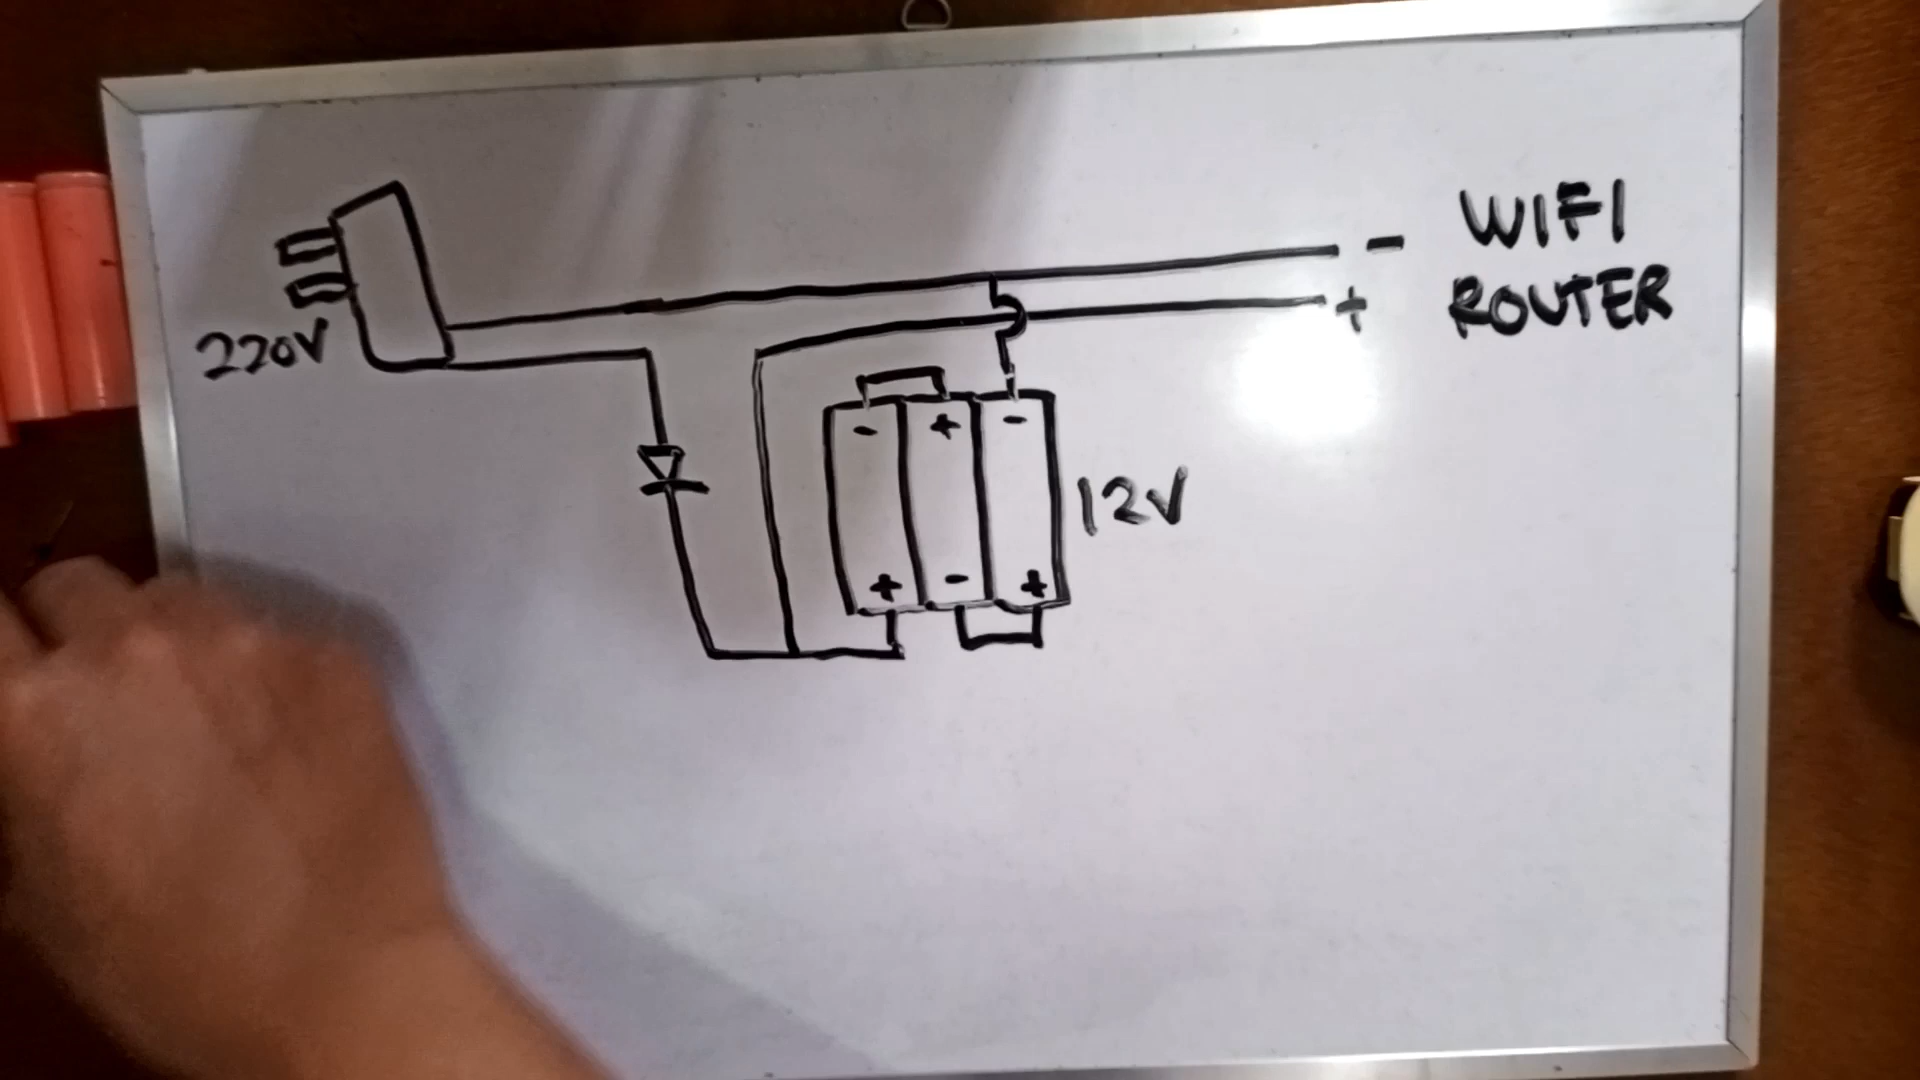 WIFI
- ROUTER
+
220V
- + -
12V
+ - +